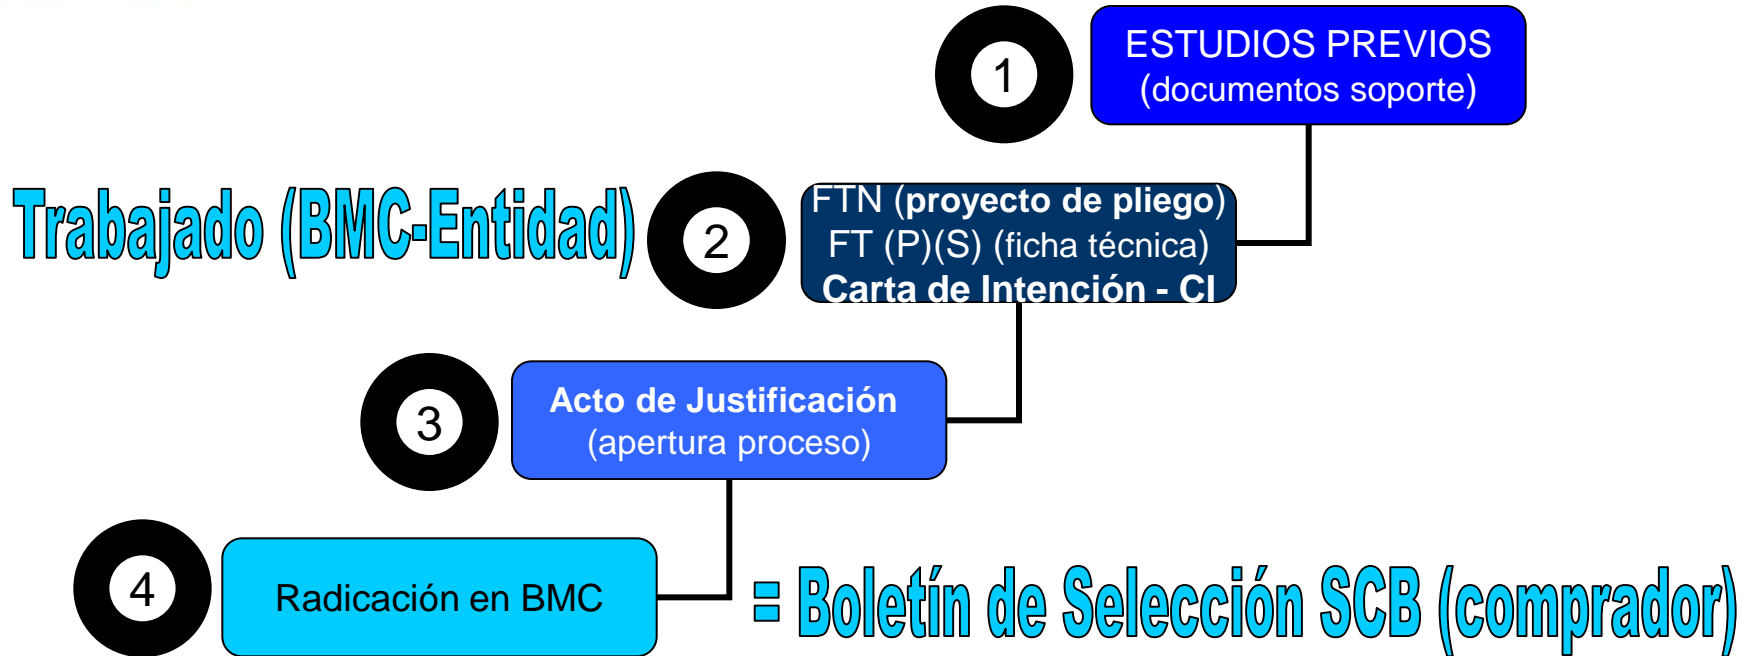 1
ESTUDIOS PREVIOS
(documentos soporte)
Trabajado (BMC-Entidad)
2
FTN (proyecto de pliego)
FT (P)(S) (ficha técnica)
Carta de Intención - CI
3
Acto de Justificación
(apertura proceso)
4
Radicación en BMC
= Boletín de Selección SCB (comprador)